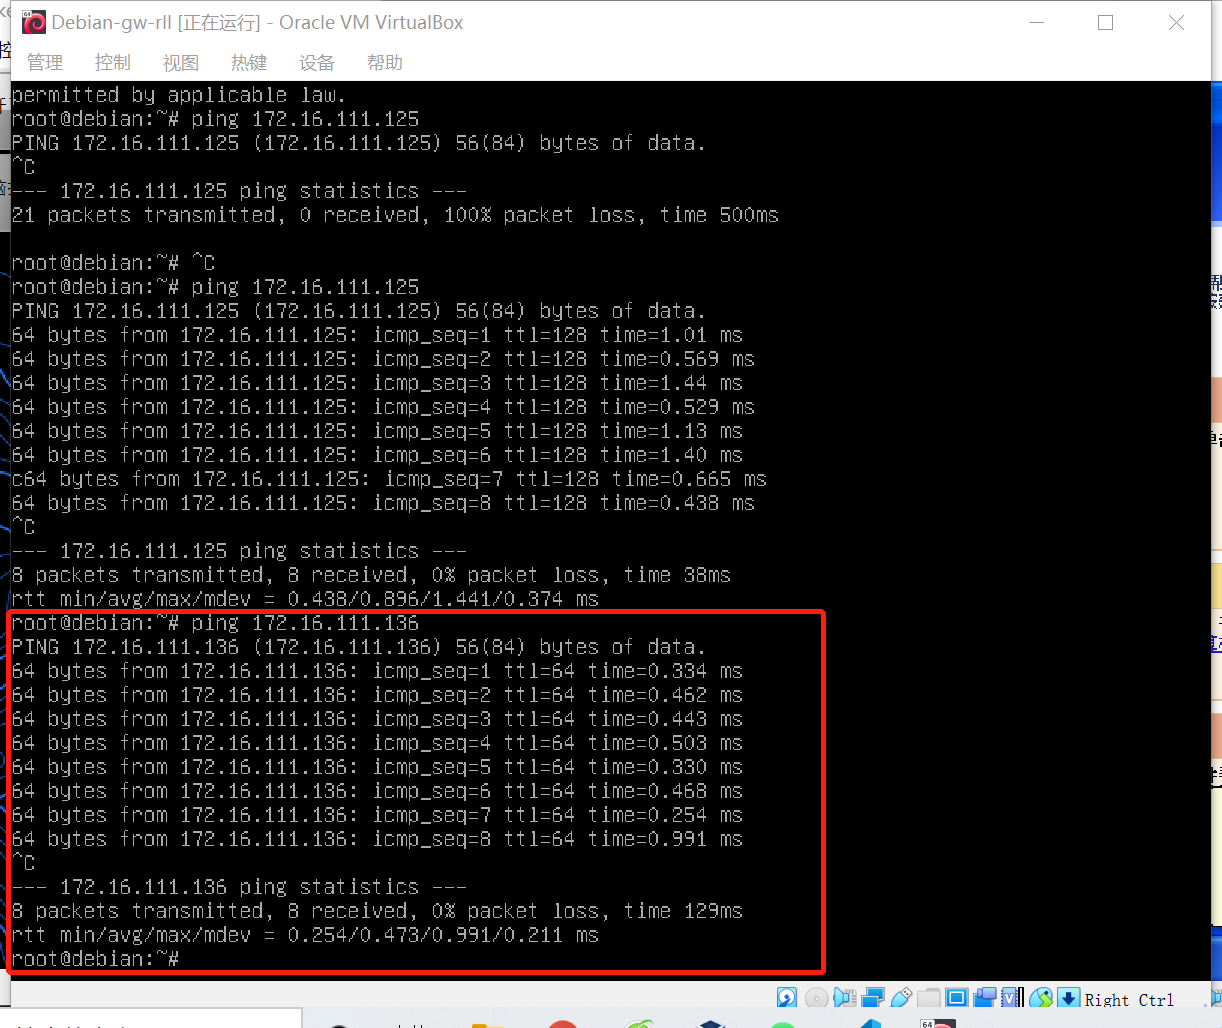 Debian-gw-rll [正在运行] - Oracle VM VirtualBox
管理 控制 视图 热键 设备 帮助
permitted by applicable law.
root@debian:~# ping 172.16.111.125
PING 172.16.111.125 (172.16.111.125) 56(84) bytes of data.
^C
--- 172.16.111.125 ping statistics ---
21 packets transmitted, 0 received, 100% packet loss, time 500ms
root@debian:~# ^C
root@debian:~# ping 172.16.111.125
PING 172.16.111.125 (172.16.111.125) 56(84) bytes of data.
64 bytes from 172.16.111.125: icmp_seq=1 ttl=128 time=1.01 ms
64 bytes from 172.16.111.125: icmp_seq=2 ttl=128 time=0.569 ms
64 bytes from 172.16.111.125: icmp_seq=3 ttl=128 time=1.44 ms
64 bytes from 172.16.111.125: icmp_seq=4 ttl=128 time=0.529 ms
64 bytes from 172.16.111.125: icmp_seq=5 ttl=128 time=1.13 ms
64 bytes from 172.16.111.125: icmp_seq=6 ttl=128 time=1.40 ms
c64 bytes from 172.16.111.125: icmp_seq=7 ttl=128 time=0.665 ms
64 bytes from 172.16.111.125: icmp_seq=8 ttl=128 time=0.438 ms
^C
--- 172.16.111.125 ping statistics ---
8 packets transmitted, 8 received, 0% packet loss, time 38ms
rtt min/avg/max/mdev = 0.438/0.896/1.441/0.374 ms
root@debian:~# ping 172.16.111.136
PING 172.16.111.136 (172.16.111.136) 56(84) bytes of data.
64 bytes from 172.16.111.136: icmp_seq=1 ttl=64 time=0.334 ms
64 bytes from 172.16.111.136: icmp_seq=2 ttl=64 time=0.462 ms
64 bytes from 172.16.111.136: icmp_seq=3 ttl=64 time=0.443 ms
64 bytes from 172.16.111.136: icmp_seq=4 ttl=64 time=0.503 ms
64 bytes from 172.16.111.136: icmp_seq=5 ttl=64 time=0.330 ms
64 bytes from 172.16.111.136: icmp_seq=6 ttl=64 time=0.468 ms
64 bytes from 172.16.111.136: icmp_seq=7 ttl=64 time=0.254 ms
64 bytes from 172.16.111.136: icmp_seq=8 ttl=64 time=0.991 ms
^C
--- 172.16.111.136 ping statistics ---
8 packets transmitted, 8 received, 0% packet loss, time 129ms
rtt min/avg/max/mdev = 0.254/0.473/0.991/0.211 ms
root@debian:~#
Right Ctrl